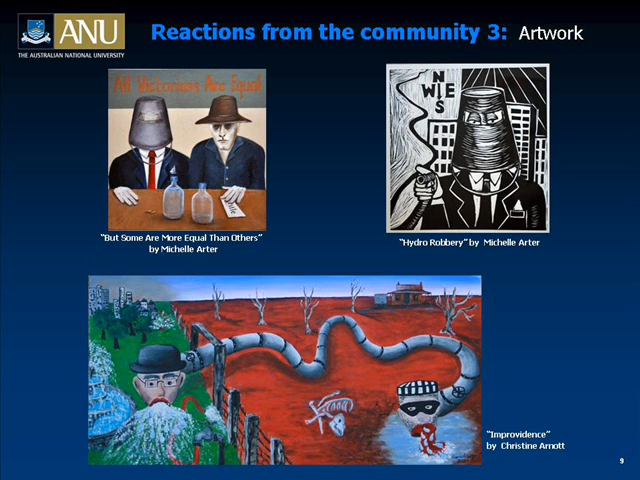 ANU
THE AUSTRALIAN NATIONAL UNIVERSITY
Reactions from the community 3: Artwork
All Victorians Are Equal
N
W E
S
"But Some Are More Equal Than Others"
by Michelle Arter
"Hydro Robbery" by Michelle Arter
"Improvidence"
by Christine Arnott
9